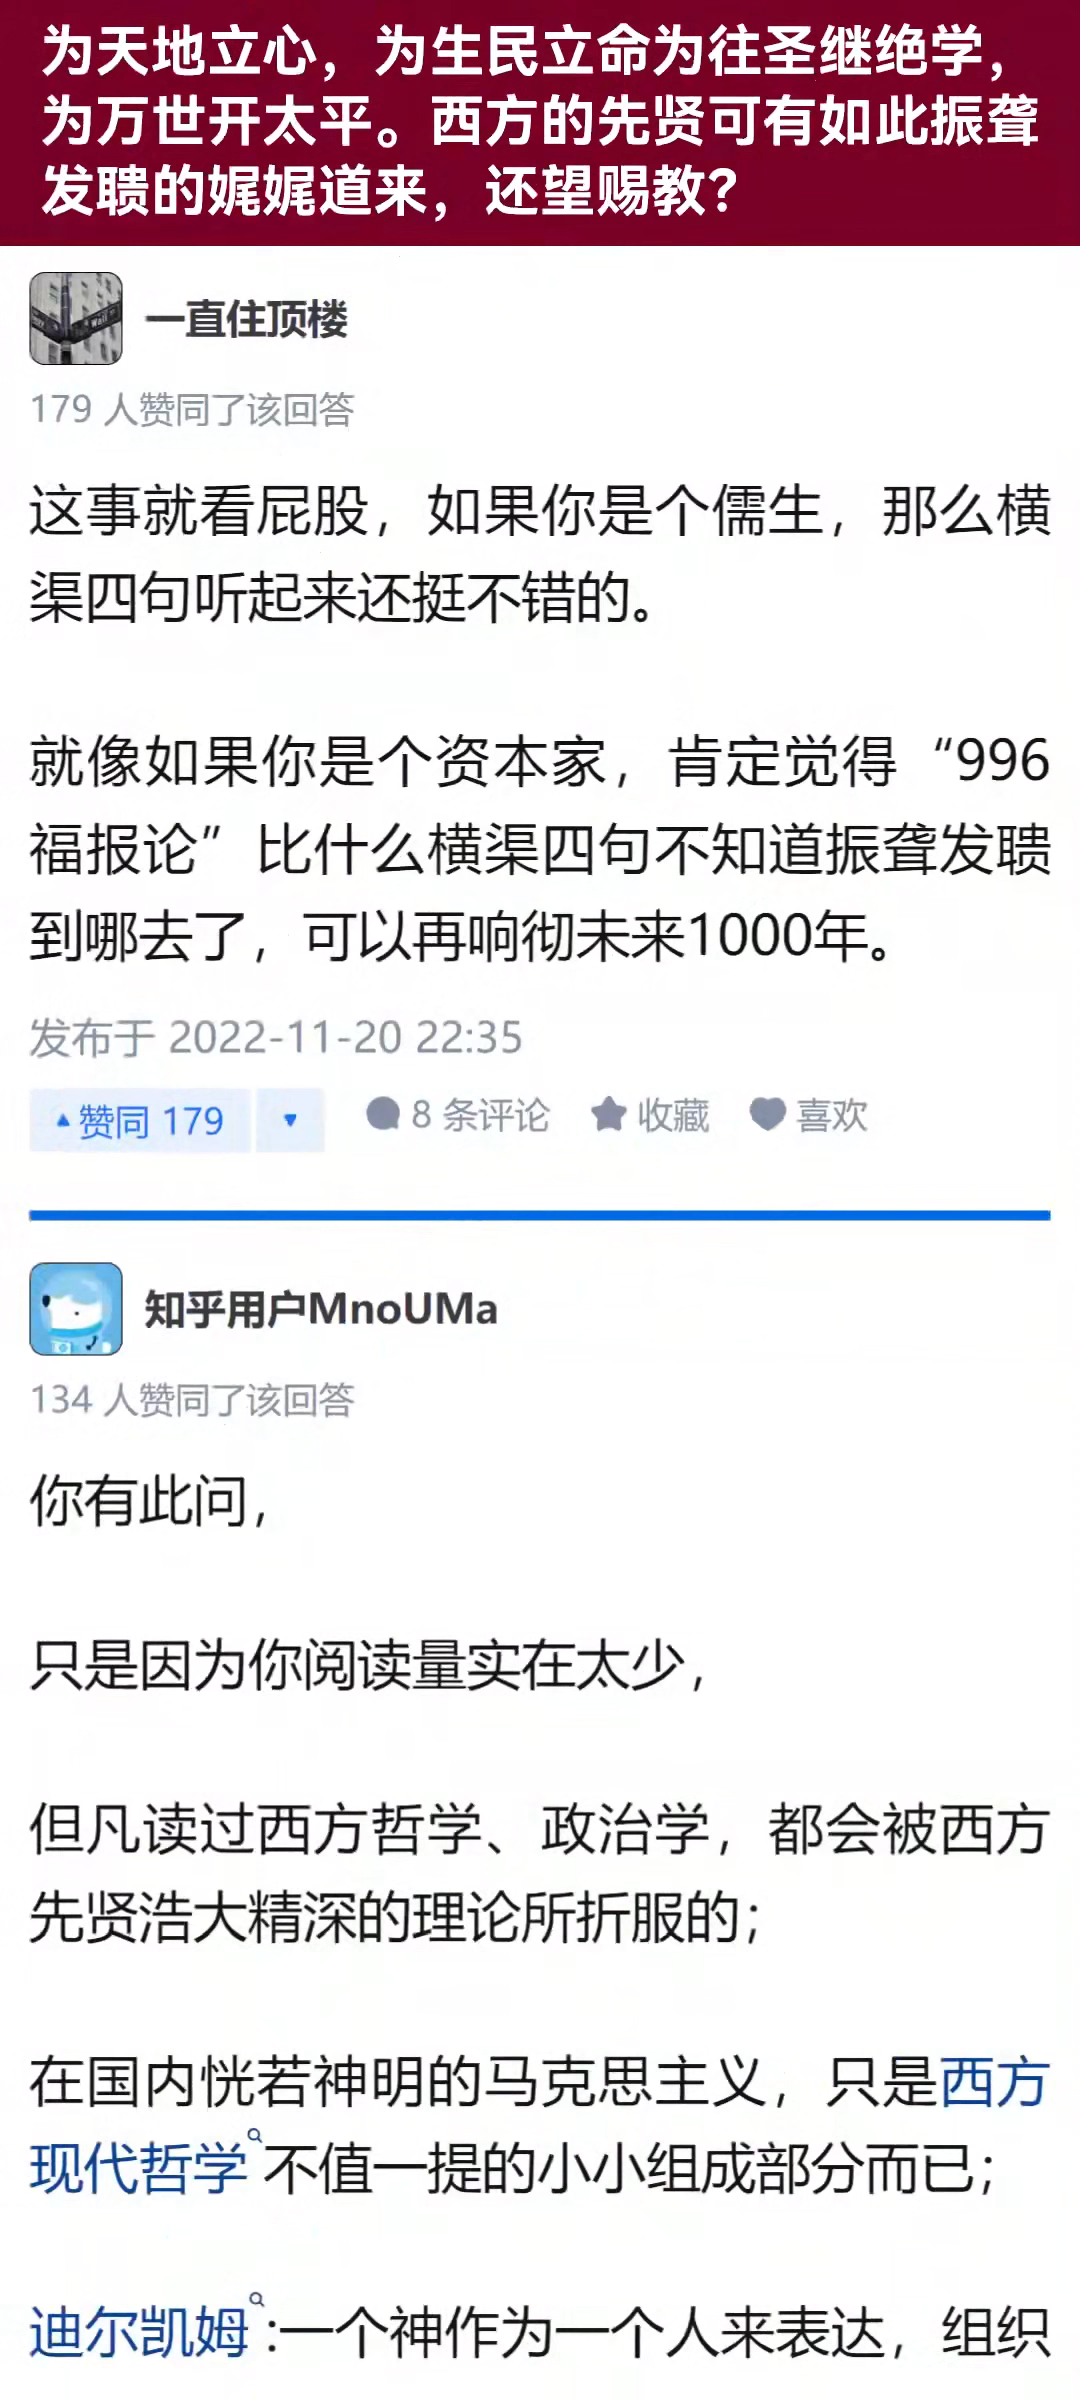 为天地立心，为生民立命为往圣继绝学，
为万世开太平。西方的先贤可有如此振聋
发聩的娓娓道来，还望赐教？
一直住顶楼
179 人赞同了该回答
这事就看屁股，如果你是个儒生，那么横
渠四句听起来还挺不错的。
就像如果你是个资本家，肯定觉得“996
福报论”比什么横渠四句不知道振聋发聩
到哪去了，可以再响彻未来1000年。
发布于 2022-11-20 22:35
赞同 179
8 条评论
收藏
喜欢
知乎用户MnoUMa
134 人赞同了该回答
你有此问，
只是因为你阅读量实在太少，
但凡读过西方哲学、政治学，都会被西方
先贤浩大精深的理论所折服的；
在国内恍若神明的马克思主义，只是西方
现代哲学不值一提的小小组成部分而已；
迪尔凯姆:一个神作为一个人来表达，组织